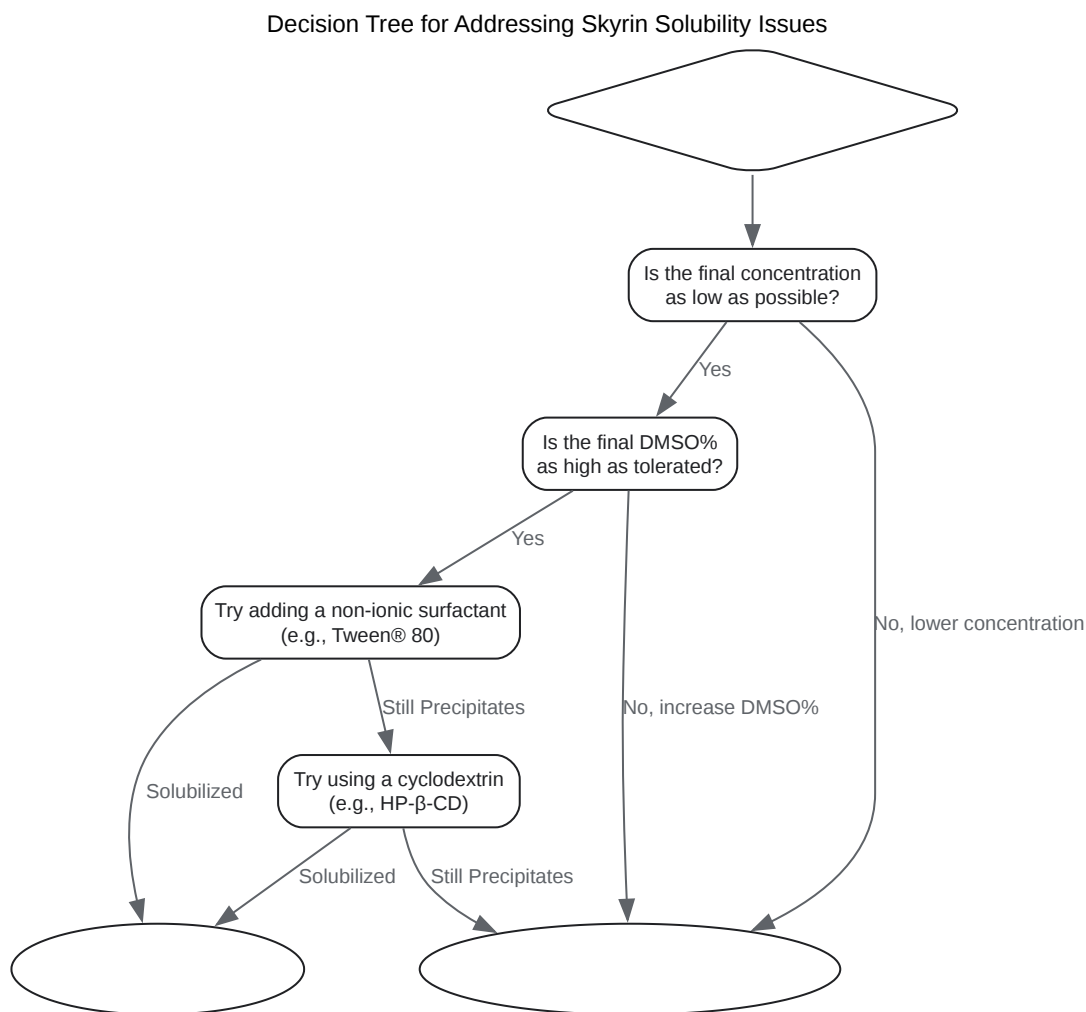 Decision Tree for Addressing Skyrin Solubility Issues
Is the final concentration
as low as possible?
Yes
Is the final DMSO%
as high as tolerated?
Yes
Try adding a non-ionic surfactant
(e.g., Tween® 80)
No, lower concentration
Still Precipitates
No, increase DMSO%
Solubilized
Try using a cyclodextrin
(e.g., HP-β-CD)
Solubilized
Still Precipitates